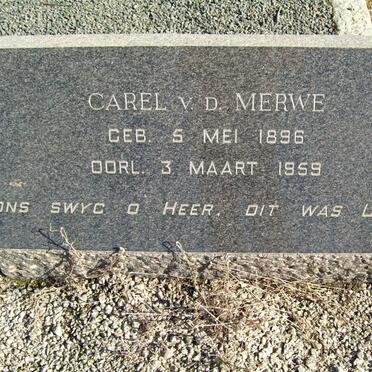 CAREL V. D. MERWE
GEB. 5 MEI 1896
OORL. 3 MAART 1959
ONS SWYG O HEER, DIT WAS U